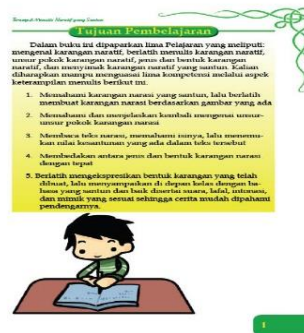 Terampil Menulis Naratif yang Santun
Tujuan Pembelajaran
Dalam buku ini dipaparkan lima Pelajaran yang meliputi:
mengenal karangan naratif, berlatih menulis karangan naratif,
unsur pokok karangan naratif, jenis dan bentuk karangan
naratif, dan menyimak karangan naratif yang santun. Kalian
diharapkan mampu menguasai lima kompetensi melalui aspek
keterampilan menulis berikut ini.
1. Memahami karangan narasi yang santun, lalu berlatih
membuat karangan narasi berdasarkan gambar yang ada
2. Memahami dan menjelaskan kembali mengenai unsur-
unsur pokok karangan narasi
3. Membaca teks narasi, memahami isinya, lalu menemu-
kan nilai kesantunan yang ada dalam teks tersebut
4. Membedakan antara jenis dan bentuk karangan narasi
dengan tepat
5. Berlatih mengekspresikan bentuk karangan yang telah
dibuat, lalu menyampaikan di depan kelas dengan ba-
hasa yang santun dan baik disertai suara, lafal, intonasi,
dan mimik yang sesuai sehingga cerita mudah dipahami
pendengarnya.
1